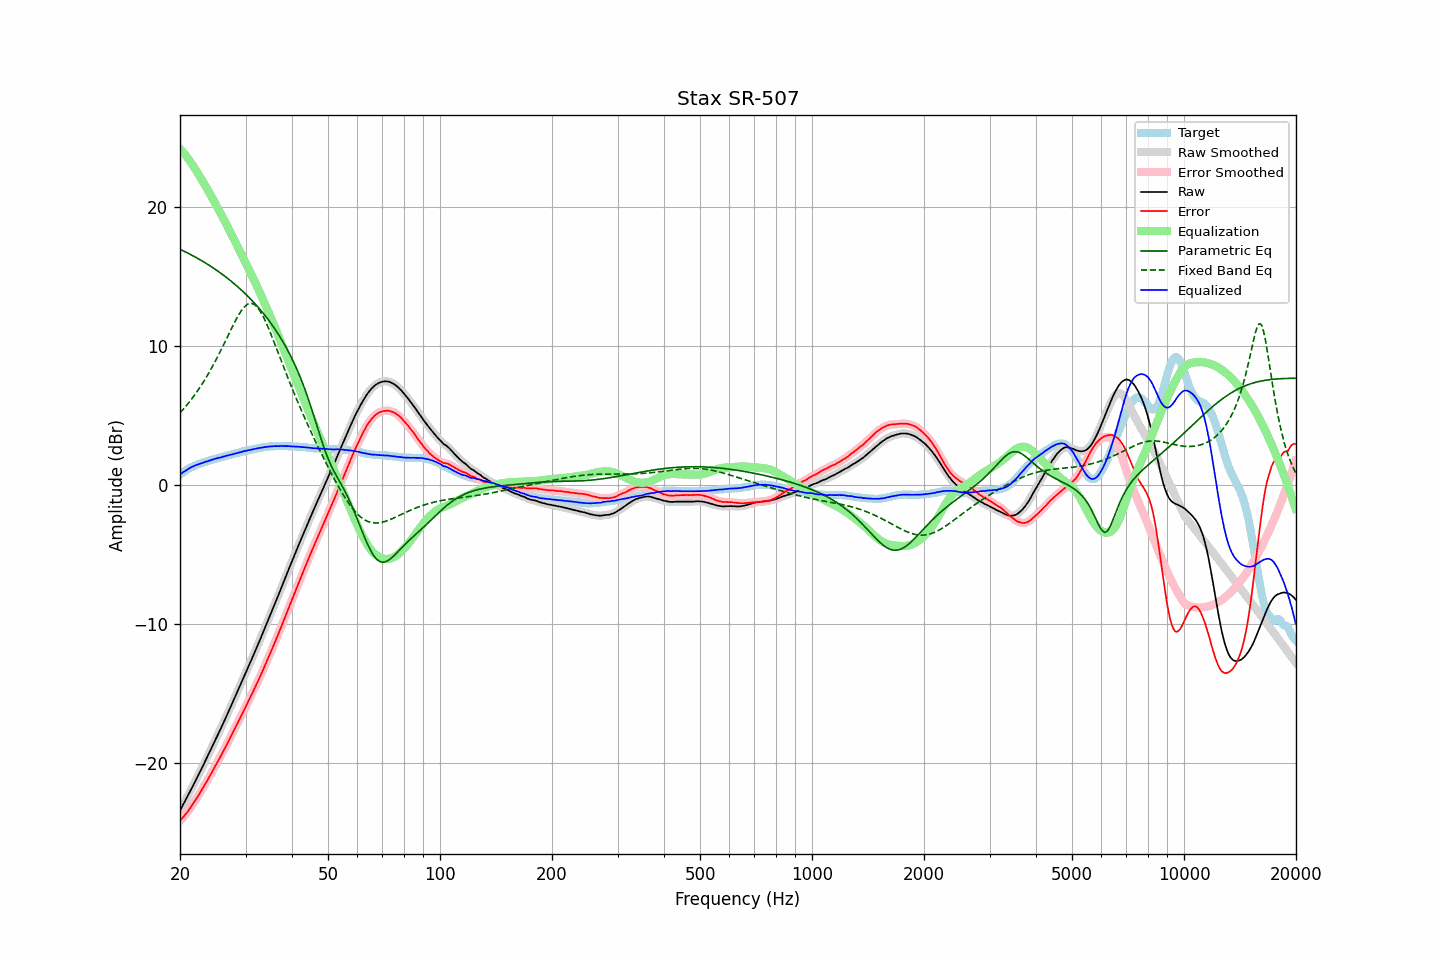 Stax SR-507
Target
Raw Smoothed
Error Smoothed
Raw
Error
Equalization
Parametric Eq
Fixed Band Eq
Equalized
20
10
0
−10
−20
Amplitude (dBr)
20 50 100 200 500 1000 2000 5000 10000 20000
Frequency (Hz)